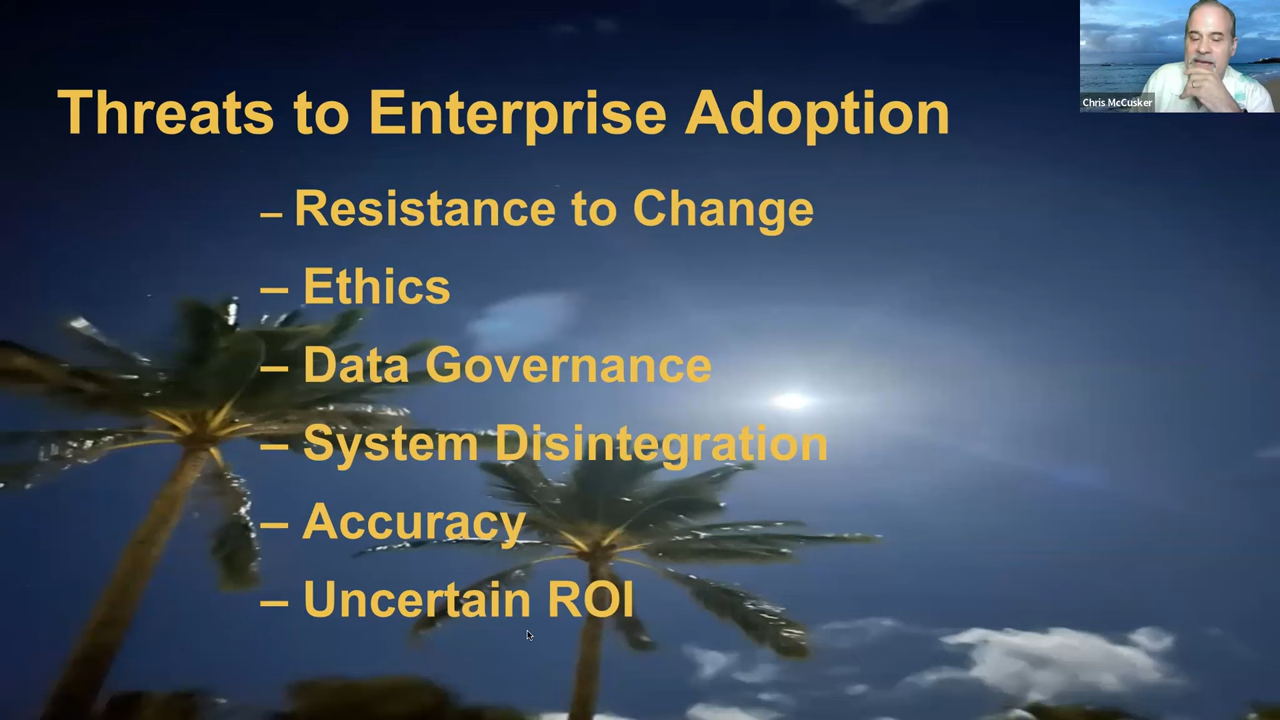 Threats to Enterprise Adoption
Chris McCusker
– Resistance to Change
– Ethics
– Data Governance
– System Disintegration
– Accuracy
– Uncertain ROI